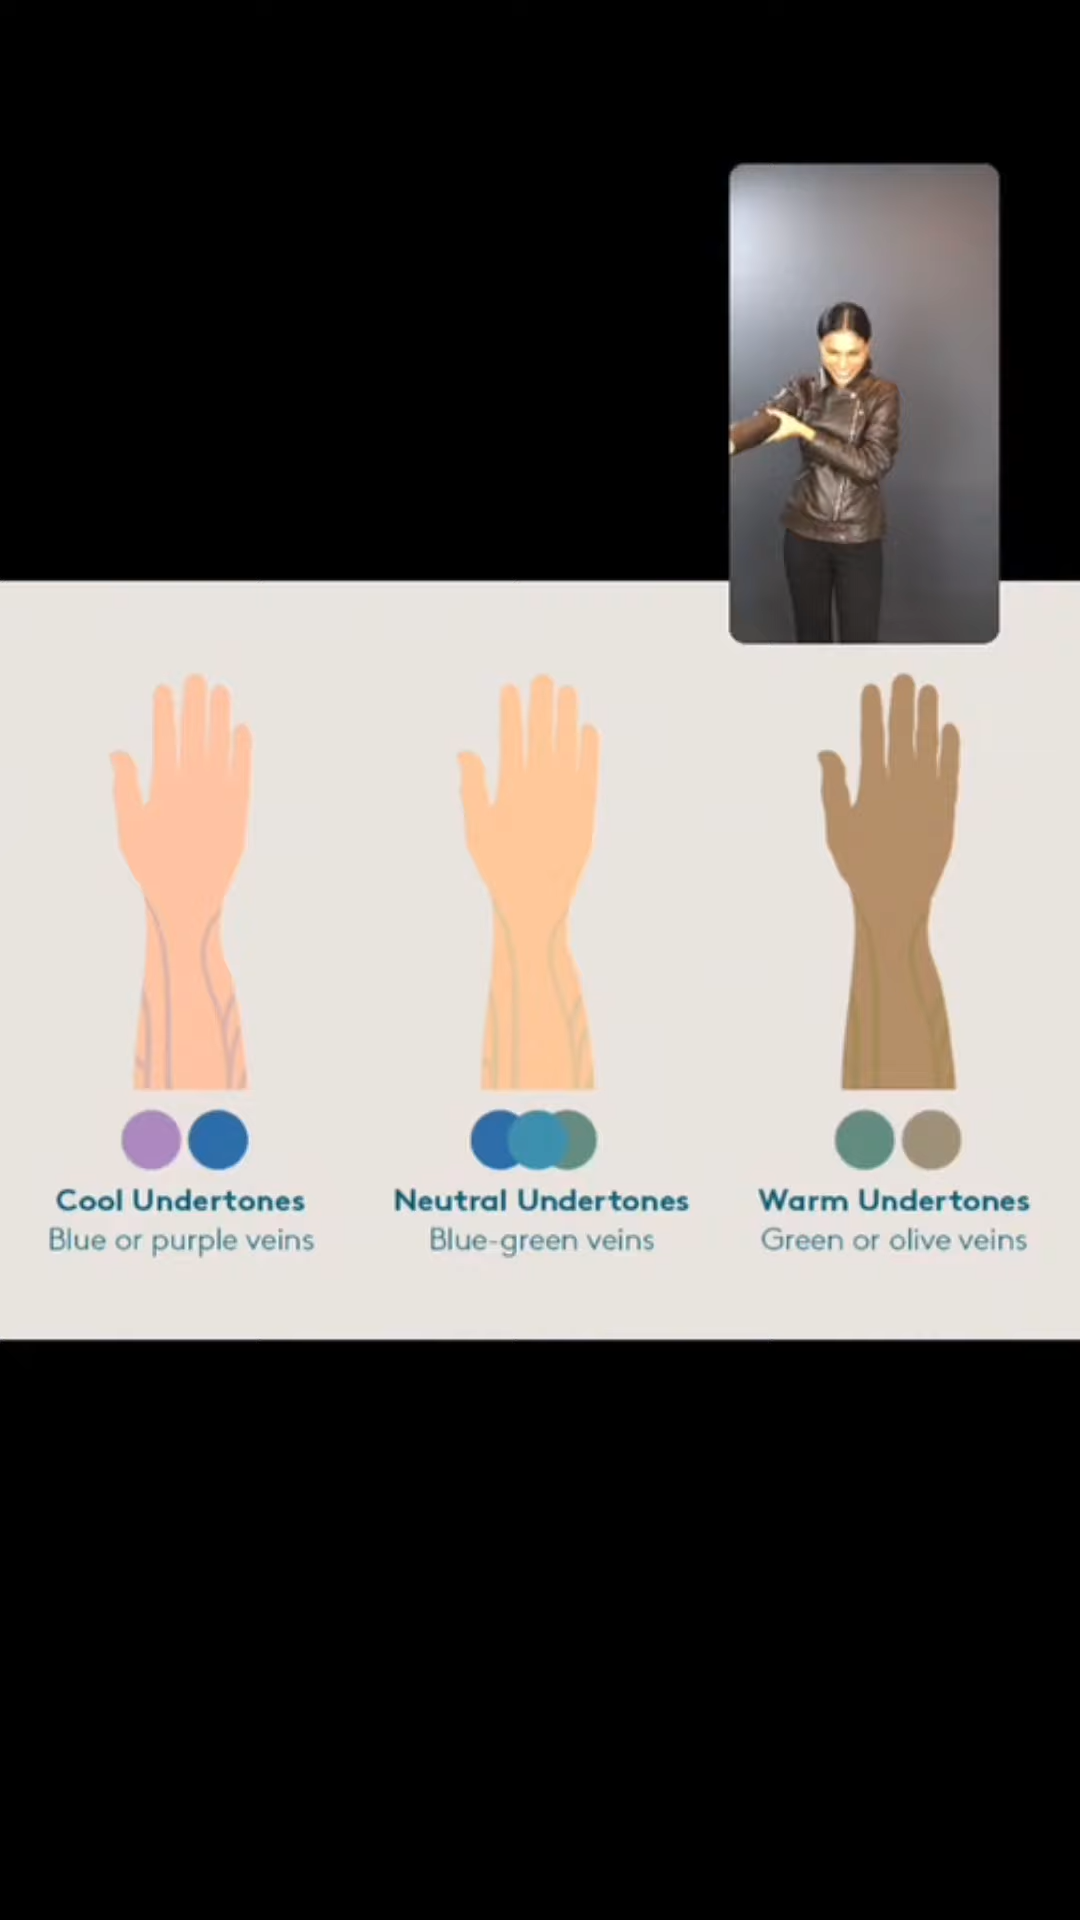 Cool Undertones
Blue or purple veins
Neutral Undertones
Blue-green veins
Warm Undertones
Green or olive veins